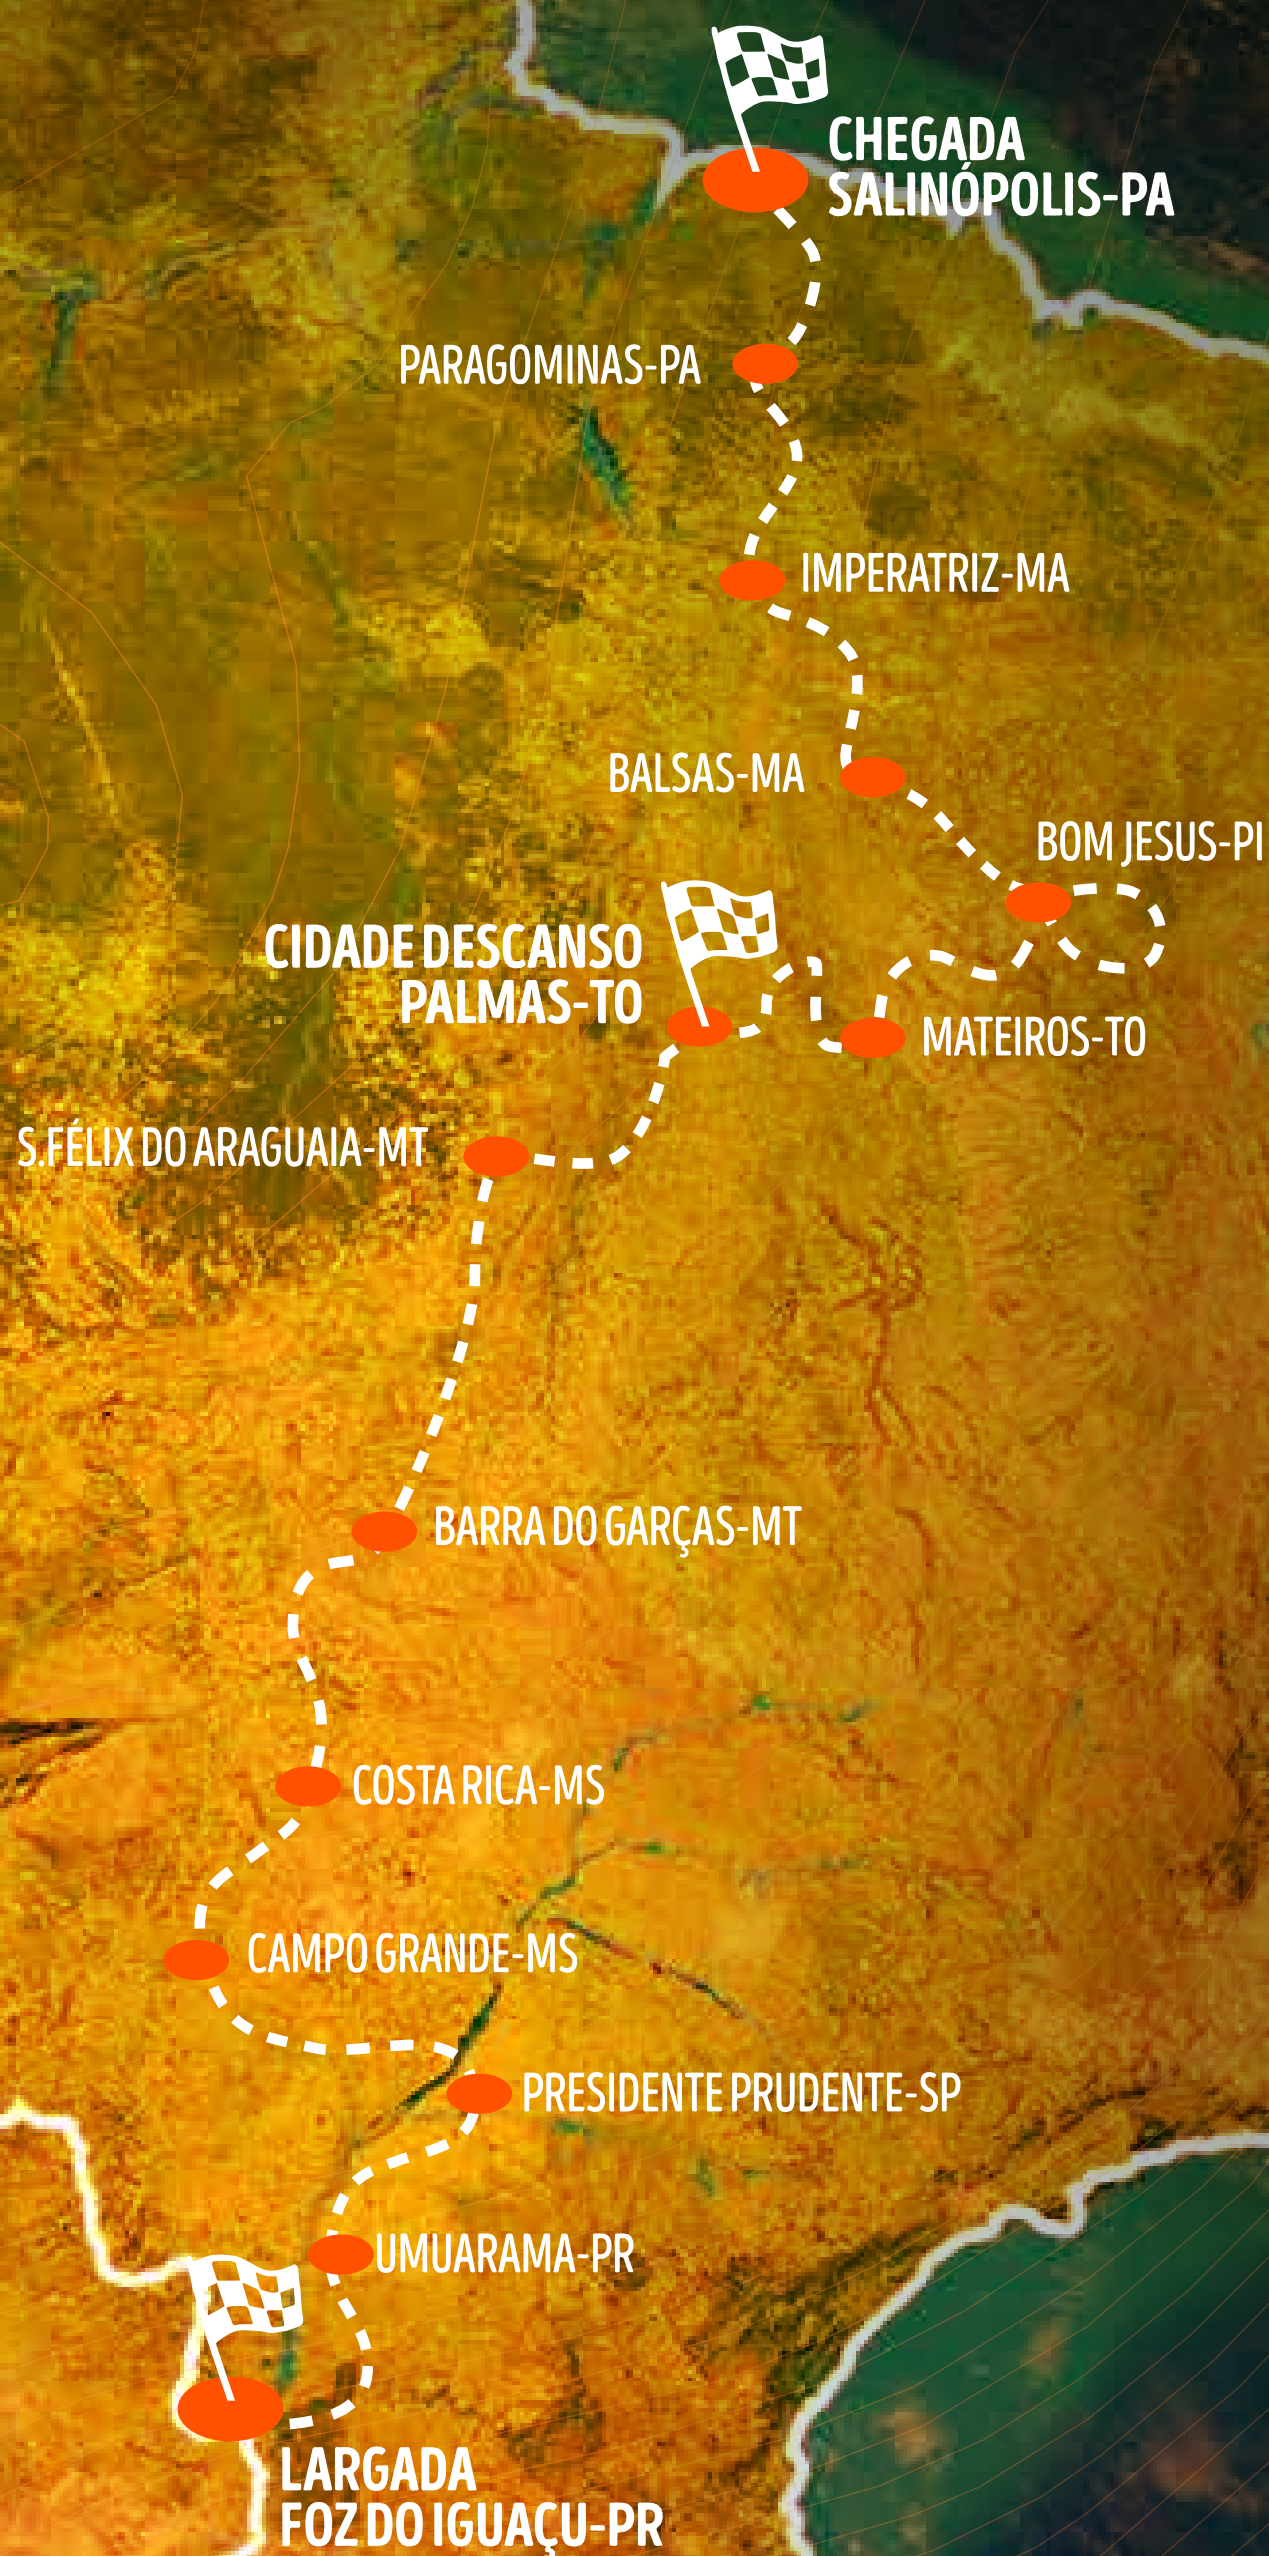 CHEGADA
SALINÓPOLIS-PA
PARAGOMINAS-PA
IMPERATRIZ-MA
BALSAS-MA
BOM JESUS-PI
CIDADE DESCANSO
PALMAS-TO
MATEIROS-TO
S.FÉLIX DO ARAGUAIA-MT
BARRA DO GARÇAS-MT
COSTA RICA-MS
CAMPO GRANDE-MS
PRESIDENTE PRUDENTE-SP
UMUARAMA-PR
LARGADA
FOZ DO IGUAÇU-PR